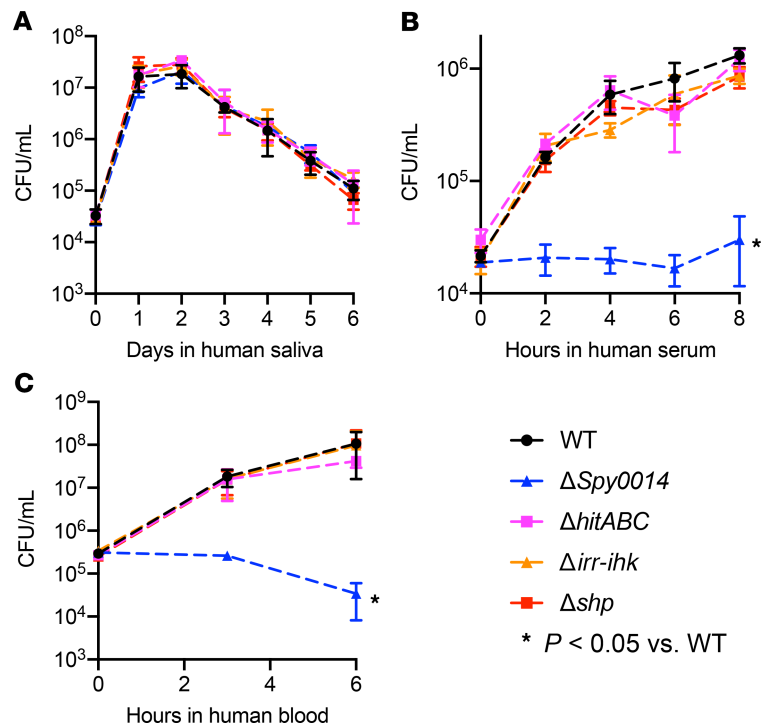 A
10⁸
10⁷
10⁶
10⁵
10⁴
10³
CFU/mL
0 1 2 3 4 5 6
Days in human saliva
B
10⁶
10⁵
10⁴
CFU/mL
*
0 2 4 6 8
Hours in human serum
C
10⁹
10⁸
10⁷
10⁶
10⁵
10⁴
10³
CFU/mL
*
0 2 4 6
Hours in human blood
WT
ΔSpy0014
ΔhitABC
Δirr-ihk
Δshp
* P < 0.05 vs. WT